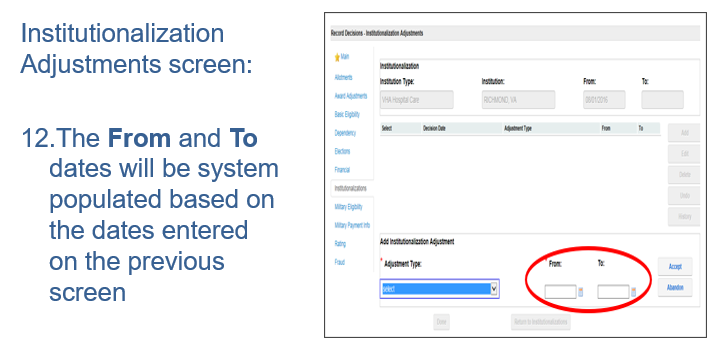 Institutionalization
Adjustments screen:
12.The From and To
dates will be system
populated based on
the dates entered
on the previous
screen
Record Decisions - Institutionalization Adjustments
Main
Allotments
Award Adjustments
Basic Eligibility
Dependency
Elections
Financial
Institutionalizations
Military Eligibility
Military Payment Info
Rating
Fraud
Institutionalization
Institution Type: Institution: From: To:
VHA Hospital Care RICHMOND, VA 09/01/2016
Select Decision Date Adjustment Type From To
Add
Edit
Delete
Undo
History
Add Institutionalization Adjustment
* Adjustment Type: From: To:
select
Accept
Abandon
Done Return to Institutionalizations